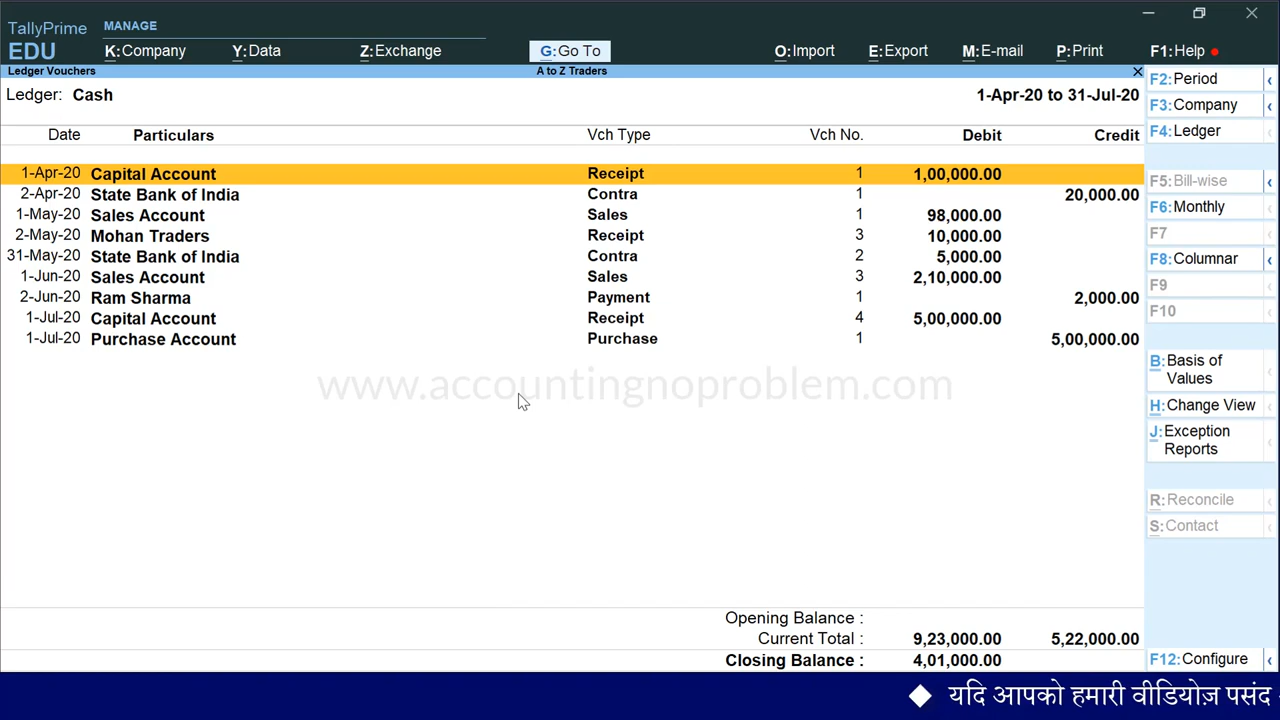 TallyPrime MANAGE
EDU K:Company Y:Data Z:Exchange G:Go To O:Import E:Export M:E-mail P:Print F1:Help
Ledger Vouchers A to Z Traders
Ledger: Cash 1-Apr-20 to 31-Jul-20
Date Particulars Vch Type Vch No. Debit Credit
1-Apr-20 Capital Account Receipt 1 1,00,000.00
2-Apr-20 State Bank of India Contra 1 20,000.00
1-May-20 Sales Account Sales 1 98,000.00
2-May-20 Mohan Traders Receipt 3 10,000.00
31-May-20 State Bank of India Contra 2 5,000.00
1-Jun-20 Sales Account Sales 3 2,10,000.00
2-Jun-20 Ram Sharma Payment 1 2,000.00
1-Jul-20 Capital Account Receipt 4 5,00,000.00
1-Jul-20 Purchase Account Purchase 1 5,00,000.00
www.accountingnoproblem.com
Opening Balance :
Current Total : 9,23,000.00 5,22,000.00
Closing Balance : 4,01,000.00
F2:Period
F3:Company
F4:Ledger
F5:Bill-wise
F6:Monthly
F7
F8:Columnar
F9
F10
B:Basis of
Values
H:Change View
J:Exception
Reports
R:Reconcile
S:Contact
F12:Configure
यदि आपको हमारी वीडियोज़ पसंद